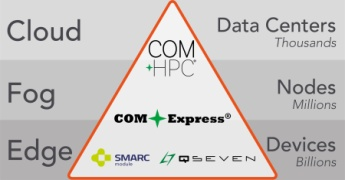 Cloud
COM
HPC
Data Centers
Thousands
Fog
COM Express®
Nodes
Millions
Edge
SMARC
module
QSEVEN
Devices
Billions